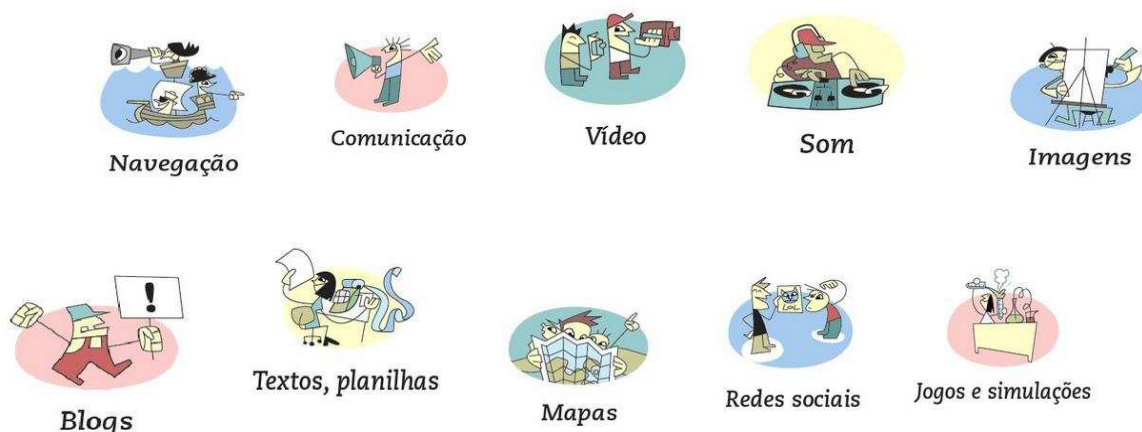 Navegação
Comunicação
Vídeo
Som
Imagens
!
Blogs
Textos, planilhas
Mapas
Redes sociais
Jogos e simulações